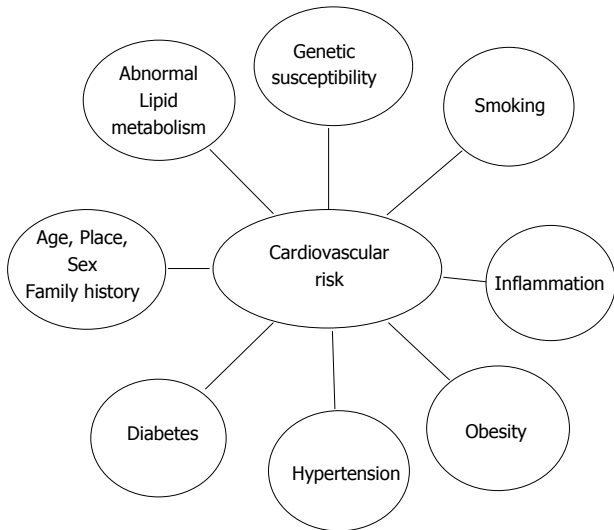 Genetic
susceptibility
Abnormal
Lipid
metabolism
Smoking
Age, Place,
Sex
Family history
Cardiovascular
risk
Inflammation
Diabetes
Hypertension
Obesity